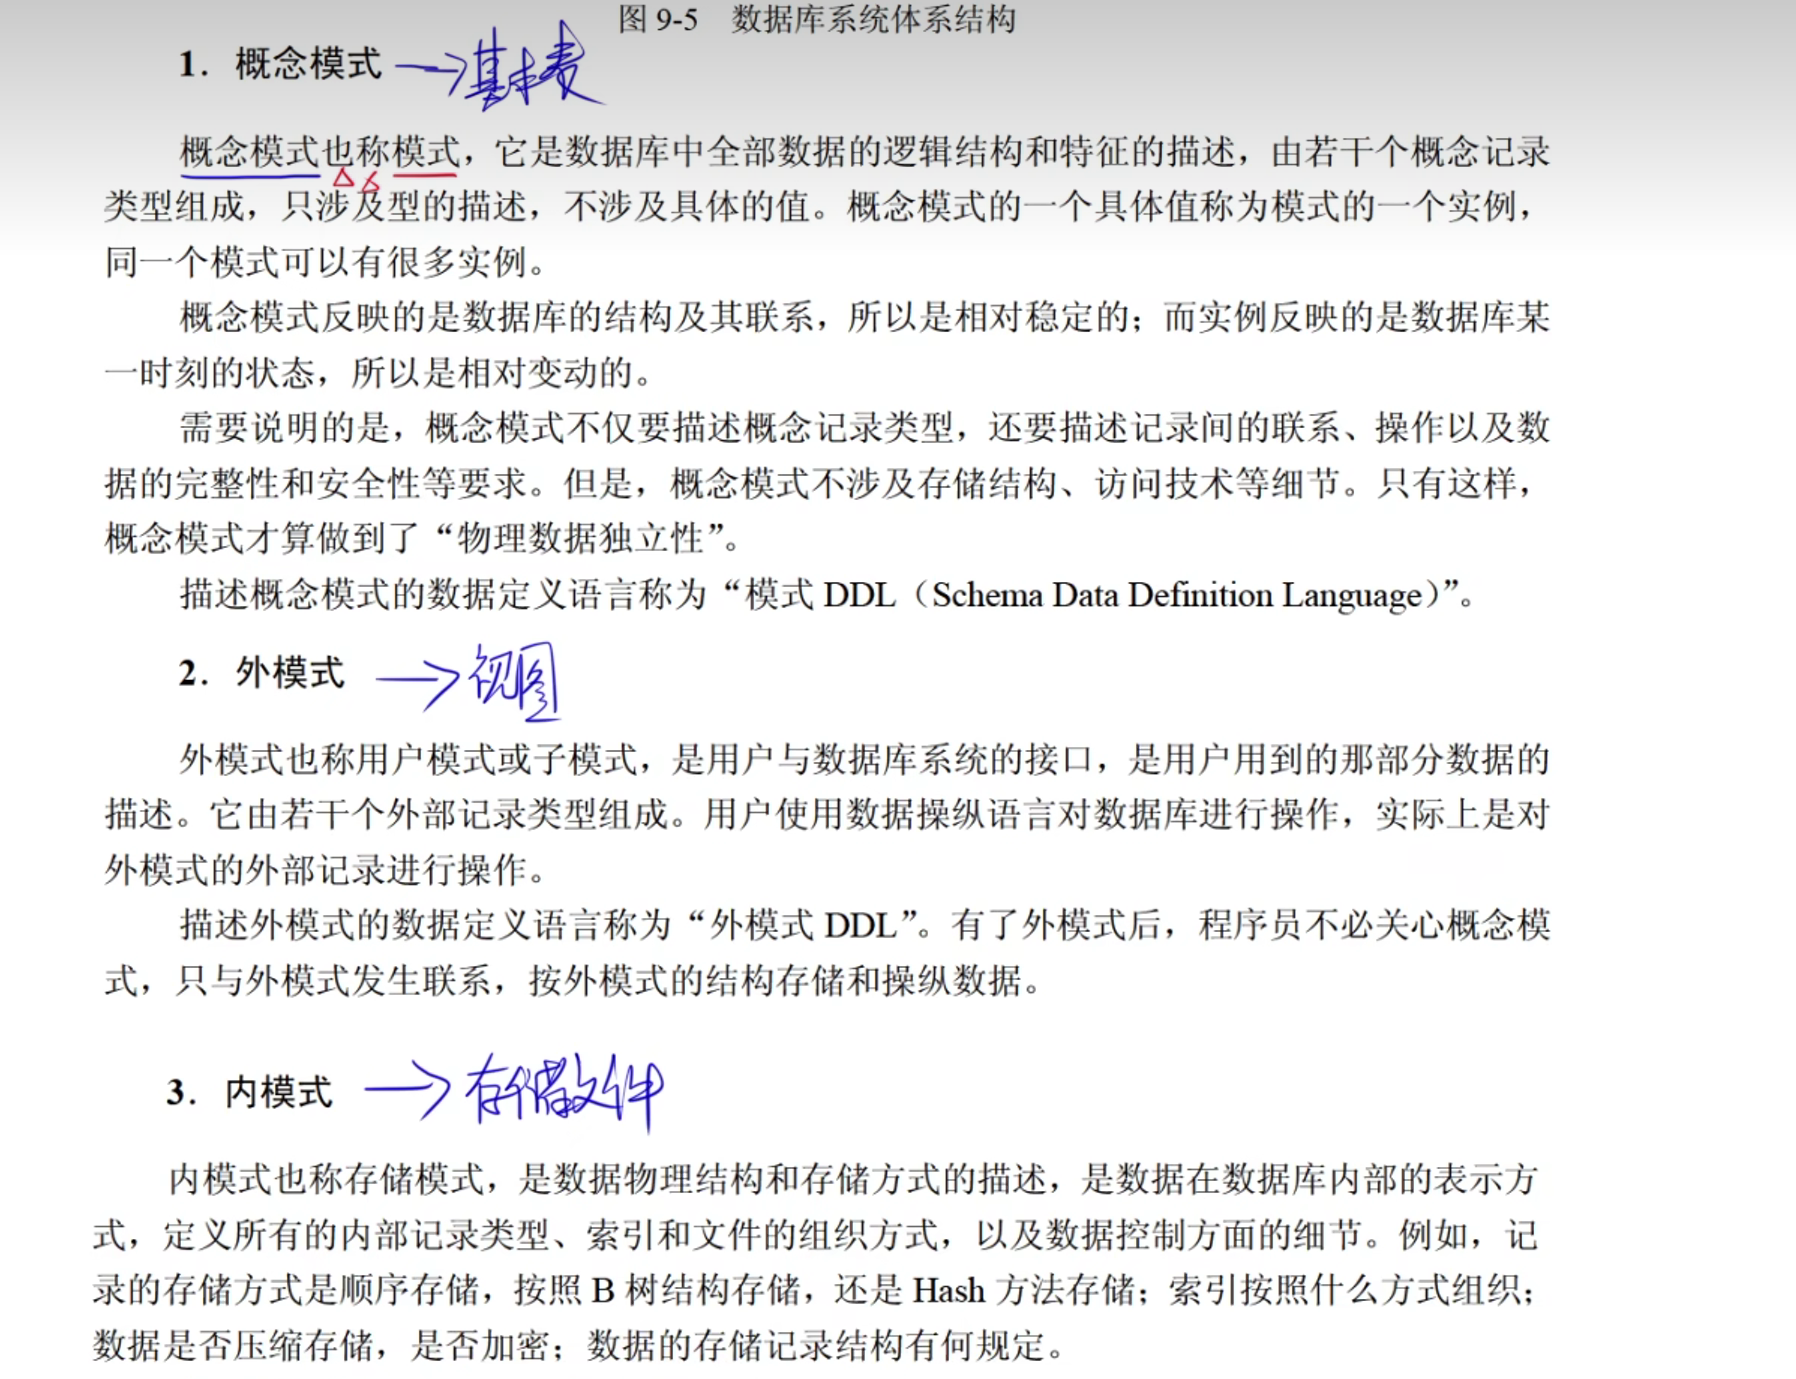 图 9-5 数据库系统体系结构
1. 概念模式 →基本表
概念模式也称模式，它是数据库中全部数据的逻辑结构和特征的描述，由若干个概念记录
类型组成，只涉及型的描述，不涉及具体的值。概念模式的一个具体值称为模式的一个实例，
同一个模式可以有很多实例。
概念模式反映的是数据库的结构及其联系，所以是相对稳定的；而实例反映的是数据库某
一时刻的状态，所以是相对变动的。
需要说明的是，概念模式不仅要描述概念记录类型，还要描述记录间的联系、操作以及数
据的完整性和安全性等要求。但是，概念模式不涉及存储结构、访问技术等细节。只有这样，
概念模式才算做到了“物理数据独立性”。
描述概念模式的数据定义语言称为“模式 DDL（Schema Data Definition Language）”。
2. 外模式 →视图
外模式也称用户模式或子模式，是用户与数据库系统的接口，是用户用到的那部分数据的
描述。它由若干个外部记录类型组成。用户使用数据操纵语言对数据库进行操作，实际上是对
外模式的外部记录进行操作。
描述外模式的数据定义语言称为“外模式 DDL”。有了外模式后，程序员不必关心概念模
式，只与外模式发生联系，按外模式的结构存储和操纵数据。
3. 内模式 →存储文件
内模式也称存储模式，是数据物理结构和存储方式的描述，是数据在数据库内部的表示方
式，定义所有的内部记录类型、索引和文件的组织方式，以及数据控制方面的细节。例如，记
录的存储方式是顺序存储，按照 B 树结构存储，还是 Hash 方法存储；索引按照什么方式组织；
数据是否压缩存储，是否加密；数据的存储记录结构有何规定。